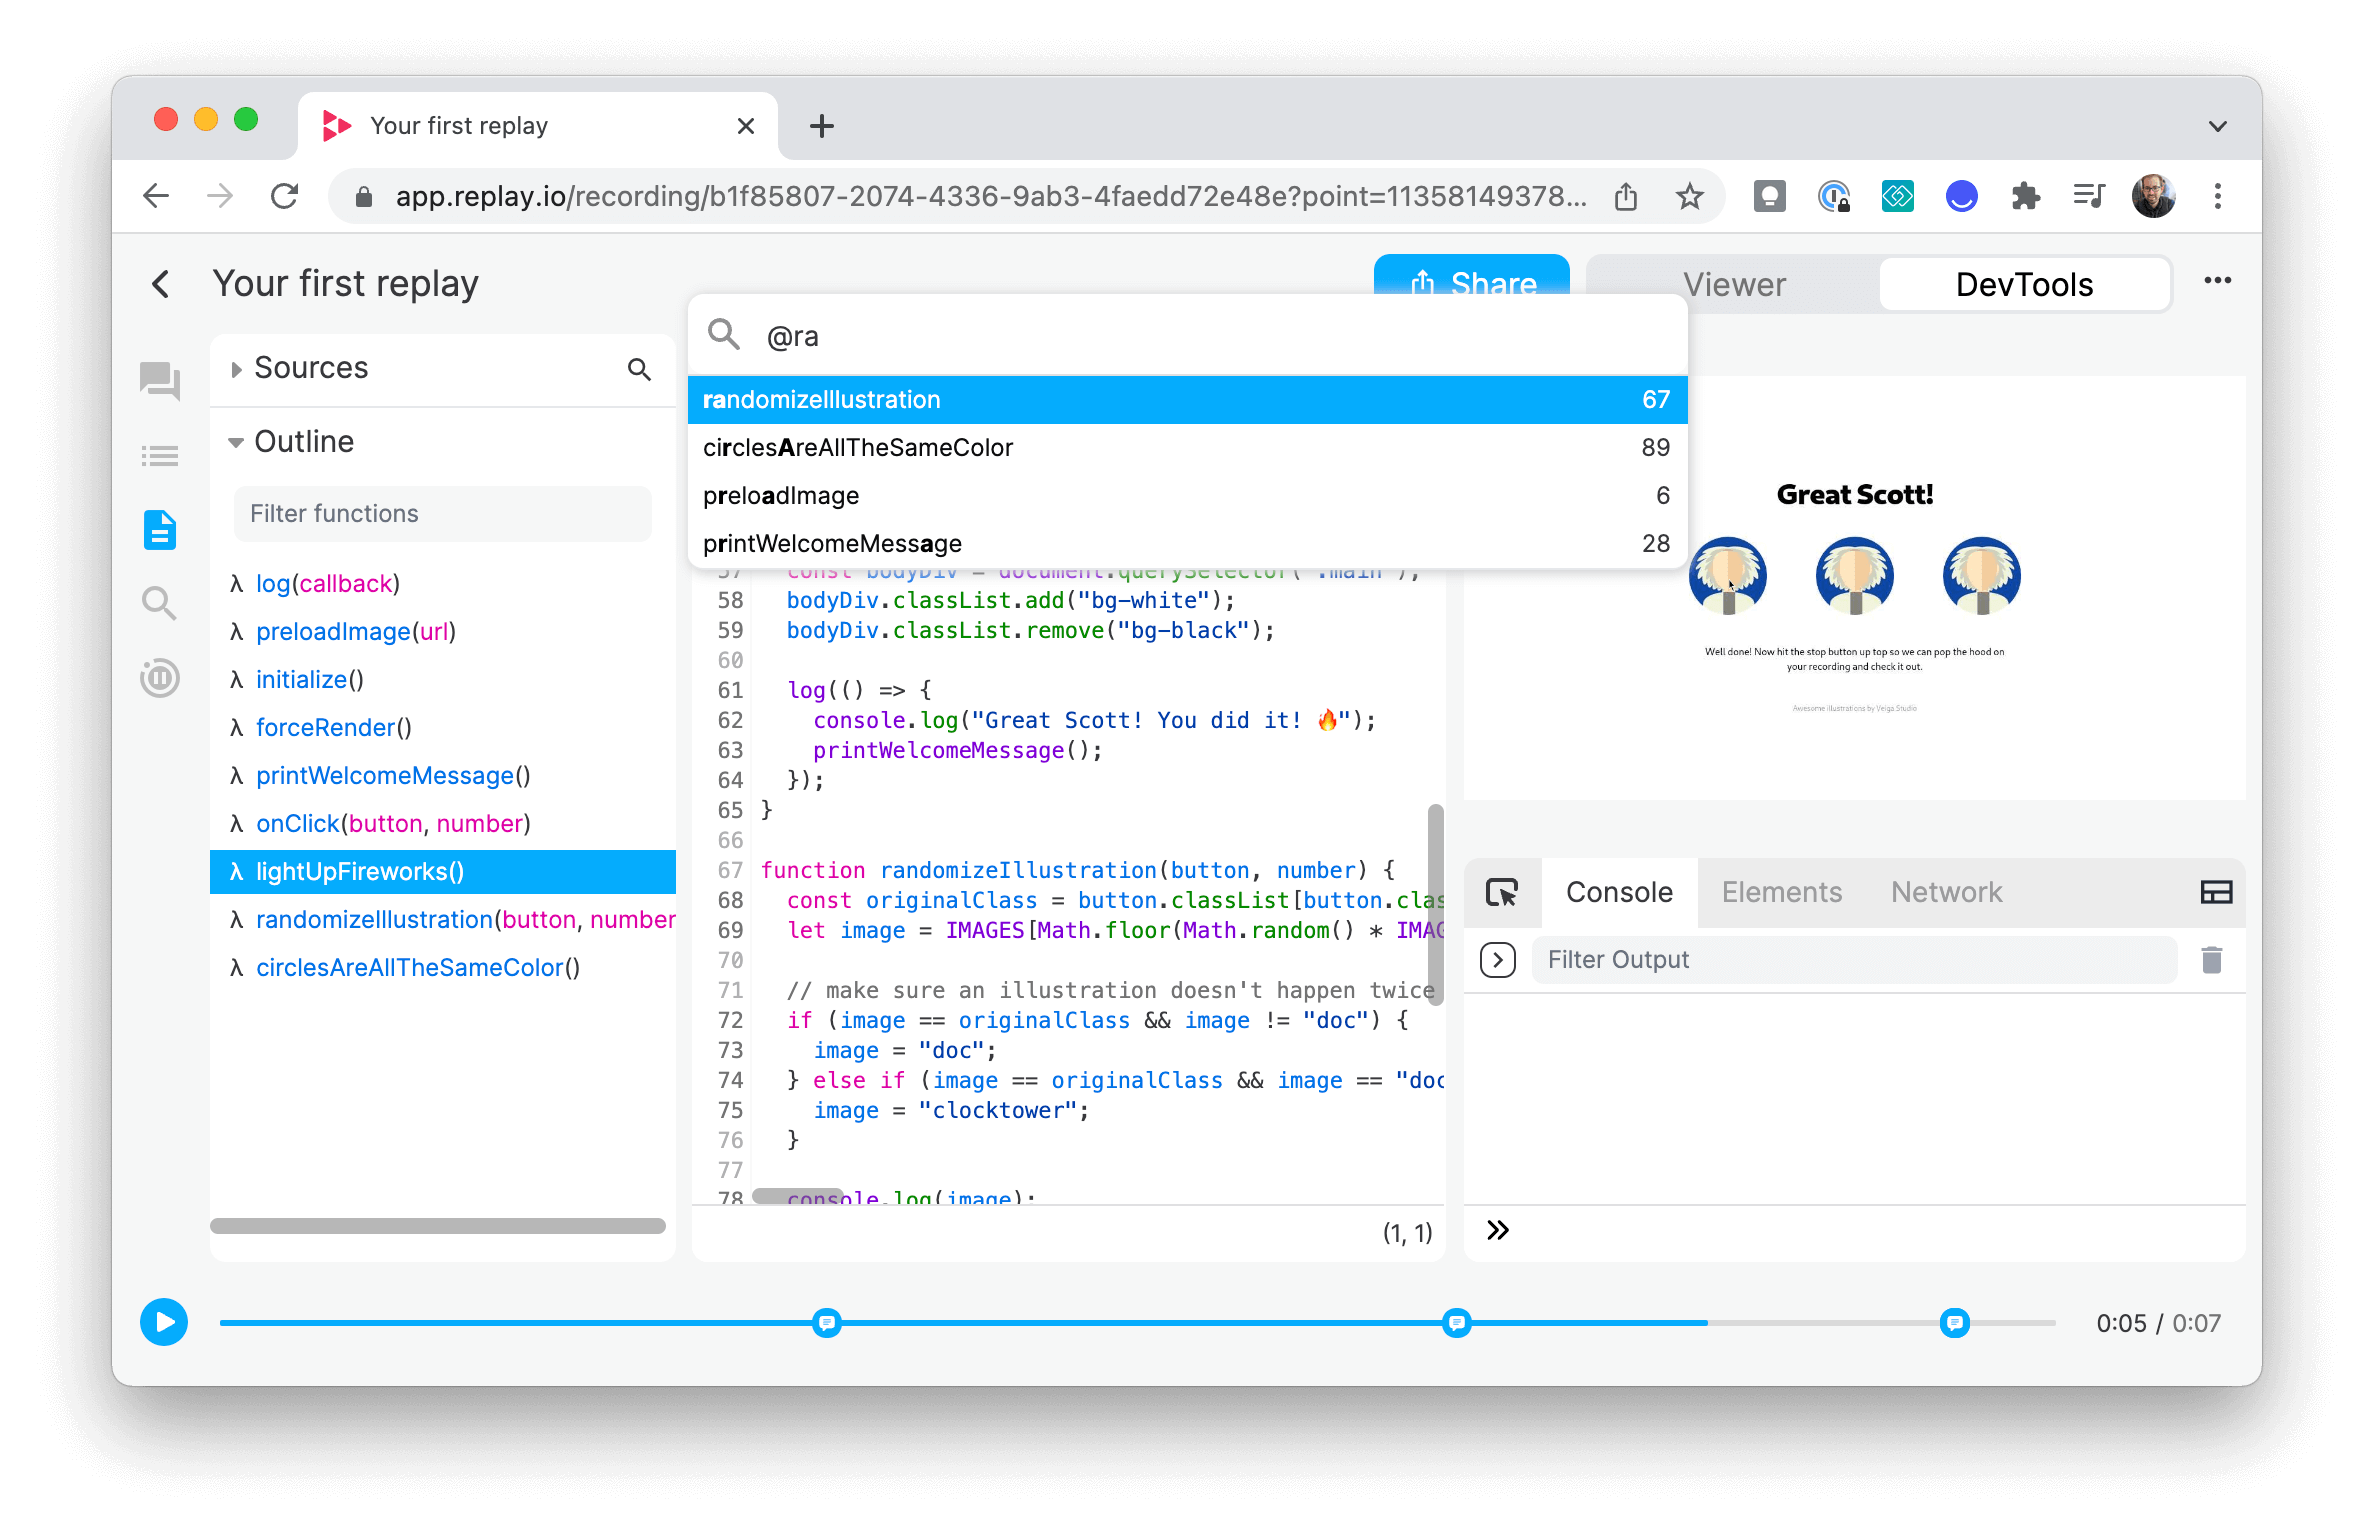 Your first replay
app.replay.io/recording/b1f85807-2074-4336-9ab3-4faedd72e48e?point=11358149378...
Your first replay
Share
Viewer
DevTools
Sources
Outline
Filter functions
λ log(callback)
λ preloadImage(url)
λ initialize()
λ forceRender()
λ printWelcomeMessage()
λ onClick(button, number)
λ lightUpFireworks()
λ randomizeIllustration(button, number
λ circlesAreAllTheSameColor()
@ra
randomizeIllustration 67
circlesAreAllTheSameColor 89
preloadImage 6
printWelcomeMessage 28
57 const bodyDiv = document.querySelector(".main");
58 bodyDiv.classList.add("bg-white");
59 bodyDiv.classList.remove("bg-black");
60
61 log(() => {
62 console.log("Great Scott! You did it! 🔥");
63 printWelcomeMessage();
64 });
65 }
66
67 function randomizeIllustration(button, number) {
68 const originalClass = button.classList[button.clas
69 let image = IMAGES[Math.floor(Math.random() * IMAG
70
71 // make sure an illustration doesn't happen twice
72 if (image == originalClass && image != "doc") {
73 image = "doc";
74 } else if (image == originalClass && image == "doc
75 image = "clocktower";
76 }
77
78 console.log(image);
(1, 1)
Great Scott!
Well done! Now hit the stop button up top so we can pop the hood on
your recording and check it out.
Awesome illustrations by Veiga Studio
Console
Elements
Network
Filter Output
0:05 / 0:07